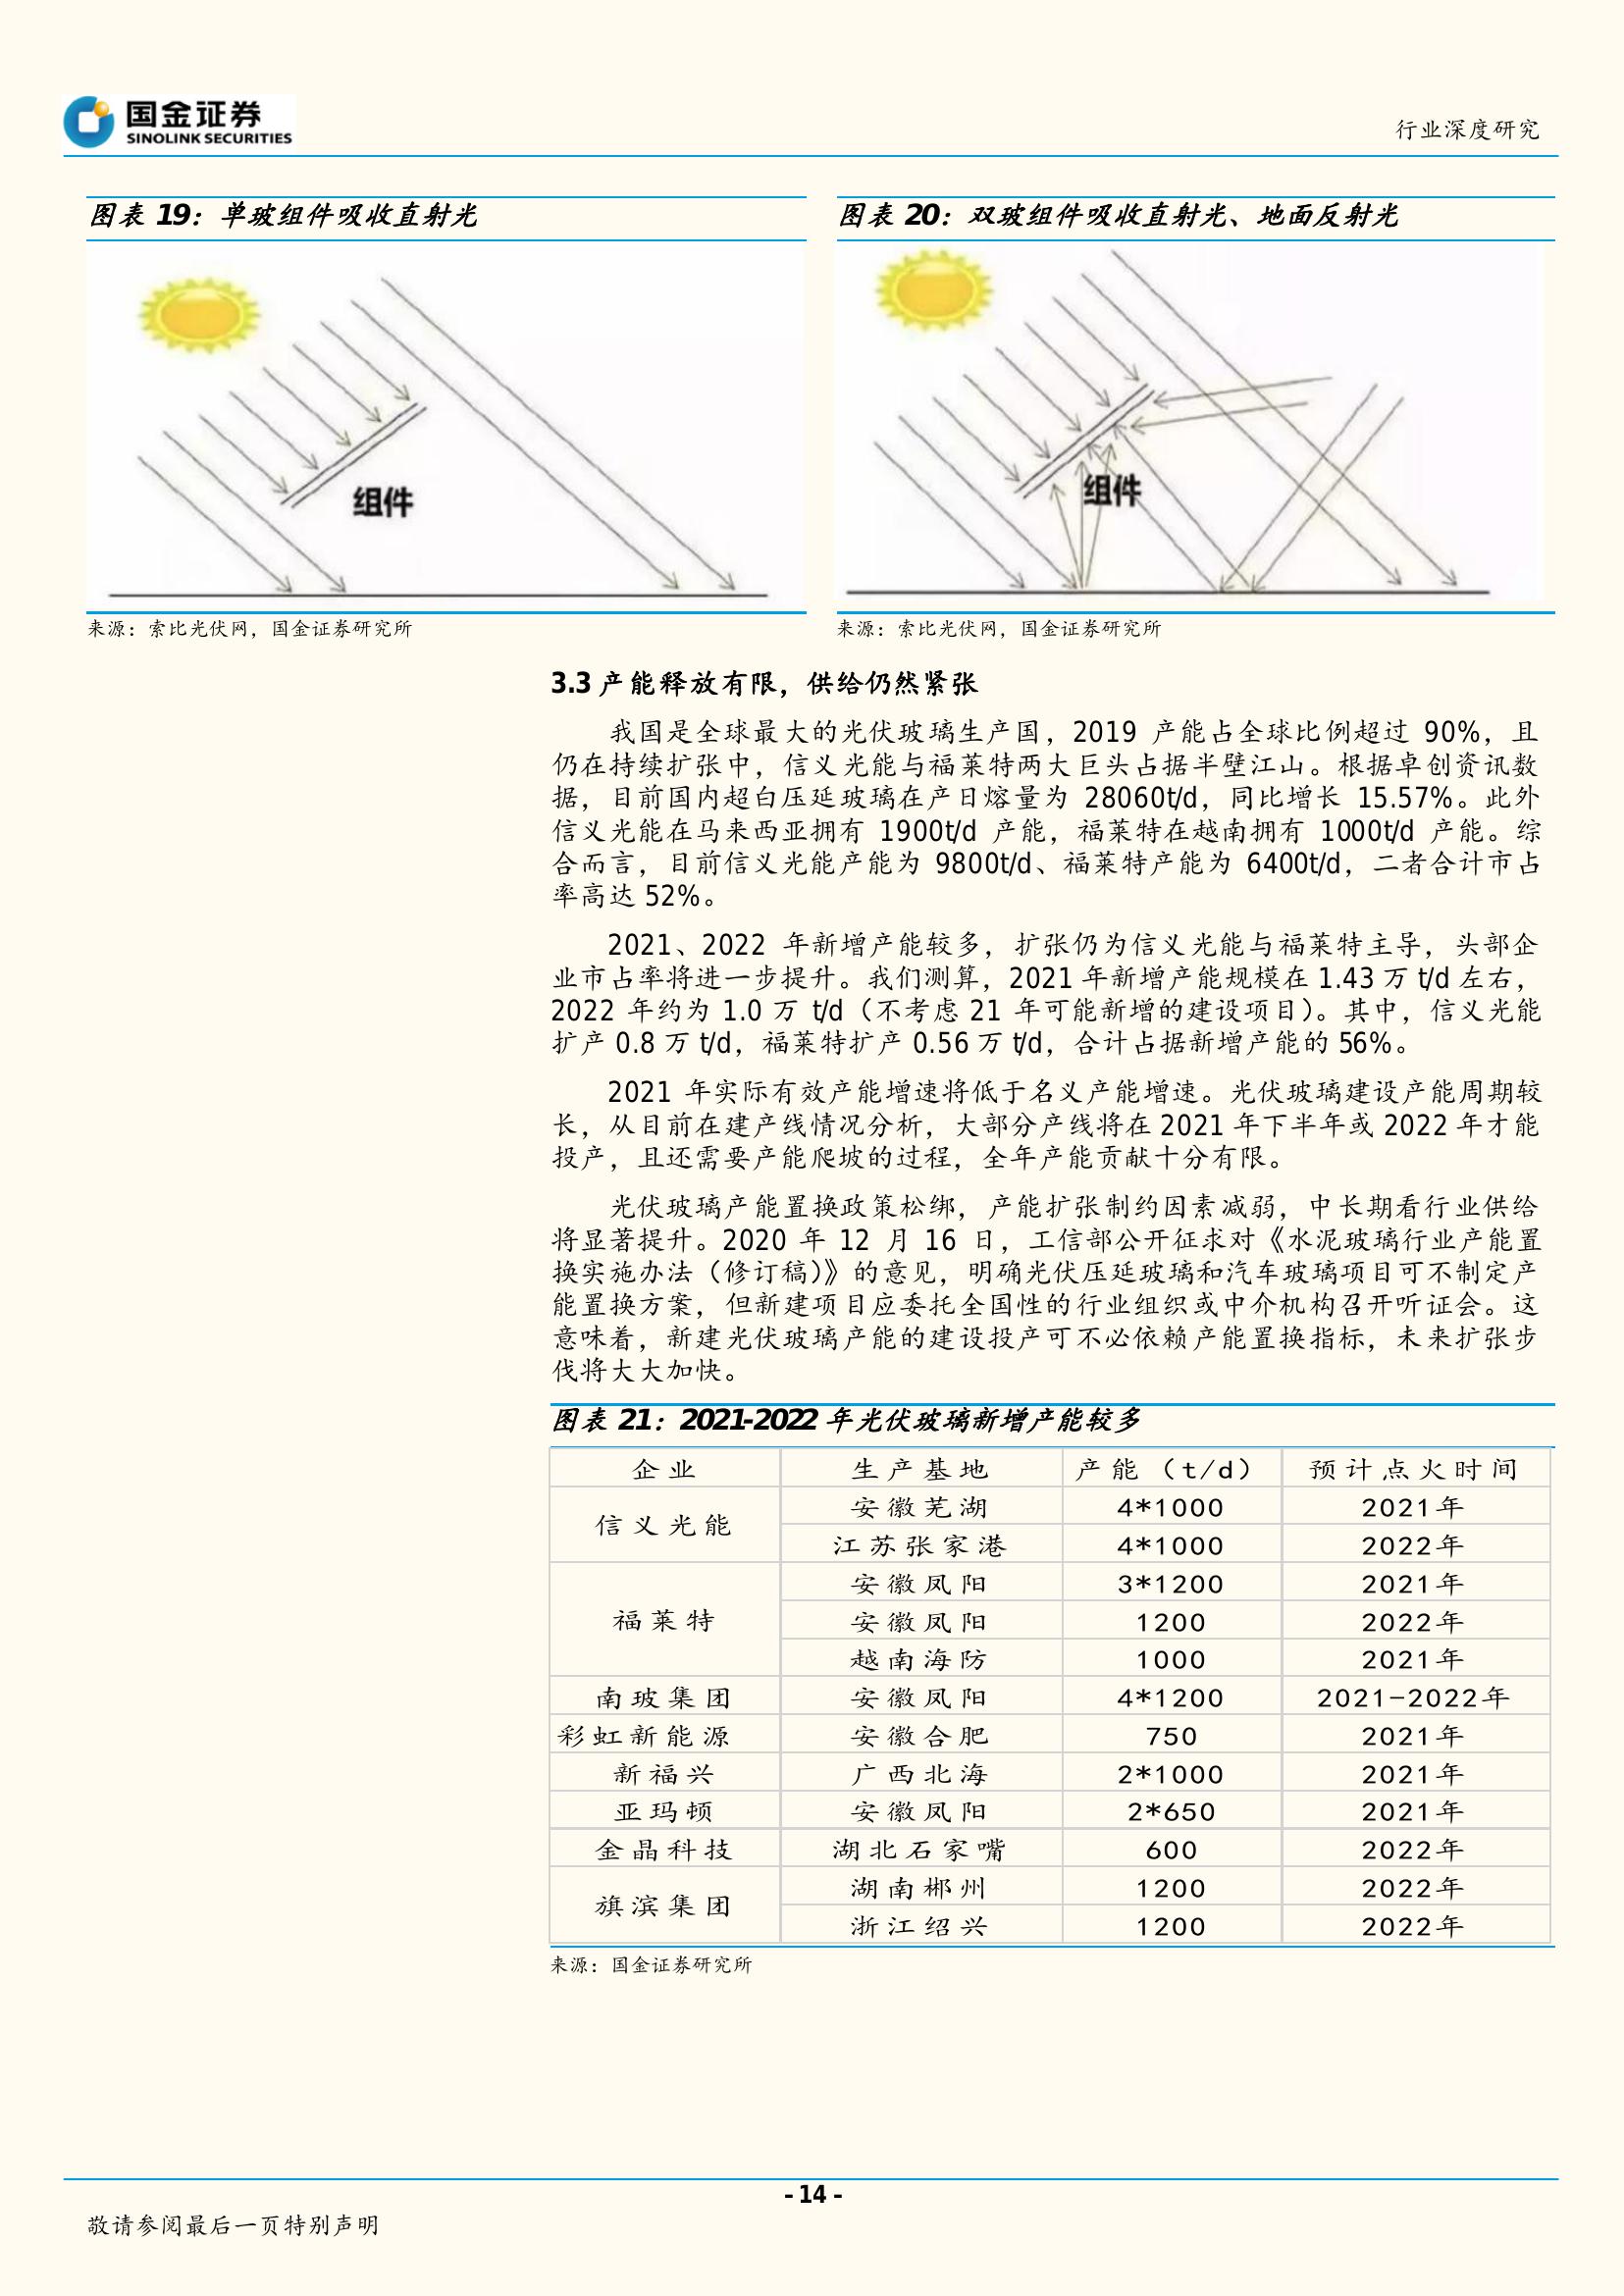 国金证券
SINOLINK SECURITIES
行业深度研究
图表 19：单玻组件吸收直射光
组件
来源：索比光伏网，国金证券研究所
图表 20：双玻组件吸收直射光、地面反射光
组件
来源：索比光伏网，国金证券研究所
3.3 产能释放有限，供给仍然紧张
我国是全球最大的光伏玻璃生产国，2019 产能占全球比例超过 90%，且
仍在持续扩张中，信义光能与福莱特两大巨头占据半壁江山。根据卓创资讯数
据，目前国内超白压延玻璃在产日熔量为 28060t/d，同比增长 15.57%。此外
信义光能在马来西亚拥有 1900t/d 产能，福莱特在越南拥有 1000t/d 产能。综
合而言，目前信义光能产能为 9800t/d、福莱特产能为 6400t/d，二者合计市占
率高达 52%。
2021、2022 年新增产能较多，扩张仍为信义光能与福莱特主导，头部企
业市占率将进一步提升。我们测算，2021 年新增产能规模在 1.43 万 t/d 左右，
2022 年约为 1.0 万 t/d（不考虑 21 年可能新增的建设项目）。其中，信义光能
扩产 0.8 万 t/d，福莱特扩产 0.56 万 t/d，合计占据新增产能的 56%。
2021 年实际有效产能增速将低于名义产能增速。光伏玻璃建设产能周期较
长，从目前在建产线情况分析，大部分产线将在 2021 年下半年或 2022 年才能
投产，且还需要产能爬坡的过程，全年产能贡献十分有限。
光伏玻璃产能置换政策松绑，产能扩张制约因素减弱，中长期看行业供给
将显著提升。2020 年 12 月 16 日，工信部公开征求对《水泥玻璃行业产能置
换实施办法（修订稿）》的意见，明确光伏压延玻璃和汽车玻璃项目可不制定产
能置换方案，但新建项目应委托全国性的行业组织或中介机构召开听证会。这
意味着，新建光伏玻璃产能的建设投产可不必依赖产能置换指标，未来扩张步
伐将大大加快。
图表 21：2021-2022 年光伏玻璃新增产能较多
企业 生产基地 产能（t/d） 预计点火时间
信义光能 安徽芜湖 4*1000 2021年
江苏张家港 4*1000 2022年
福莱特 安徽凤阳 3*1200 2021年
安徽凤阳 1200 2022年
越南海防 1000 2021年
南玻集团 安徽凤阳 4*1200 2021-2022年
彩虹新能源 安徽合肥 750 2021年
新福兴 广西北海 2*1000 2021年
亚玛顿 安徽凤阳 2*650 2021年
金晶科技 湖北石家嘴 600 2022年
旗滨集团 湖南郴州 1200 2022年
浙江绍兴 1200 2022年
来源：国金证券研究所
- 14 -
敬请参阅最后一页特别声明